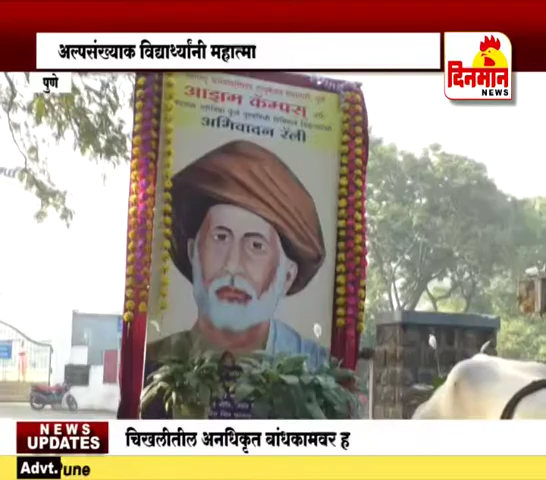 अल्पसंख्याक विद्यार्थ्यांनी महात्मा
पुणे
दिनमान
NEWS
आझम कॅम्पस्
अभिवादन रॅली
NEWS
UPDATES
चिखलीतील अनधिकृत बांधकामवर ह
Advt.
une